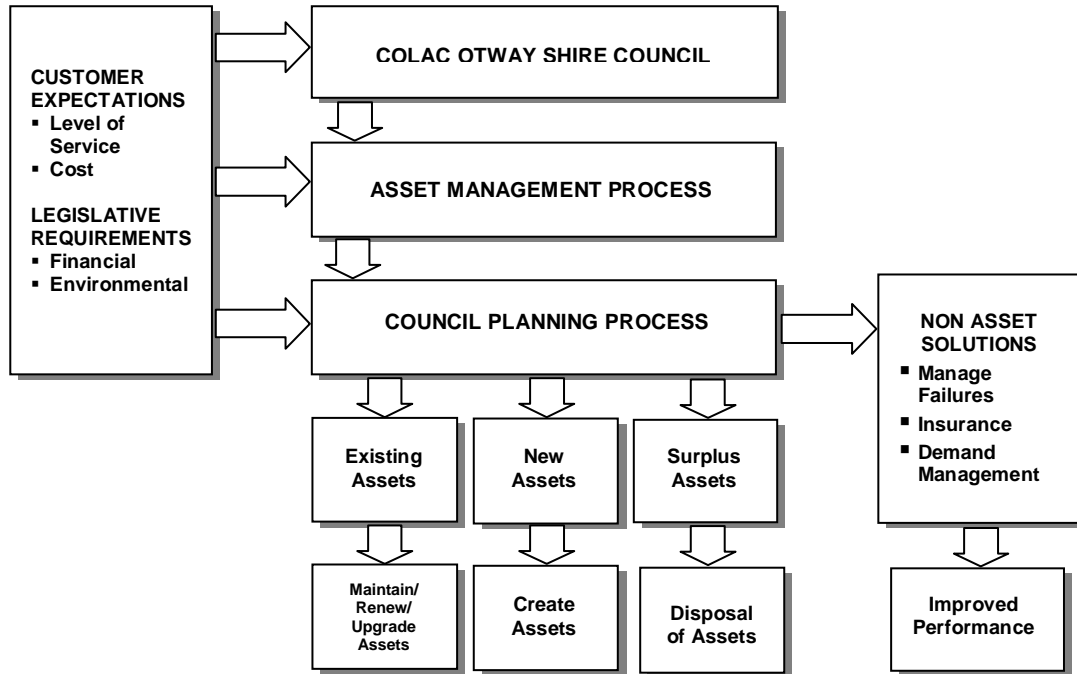 CUSTOMER
EXPECTATIONS
▪ Level of
Service
▪ Cost
LEGISLATIVE
REQUIREMENTS
▪ Financial
▪ Environmental
COLAC OTWAY SHIRE COUNCIL
ASSET MANAGEMENT PROCESS
COUNCIL PLANNING PROCESS
NON ASSET
SOLUTIONS
▪ Manage
Failures
▪ Insurance
▪ Demand
Management
Existing
Assets
New
Assets
Surplus
Assets
Maintain/
Renew/
Upgrade
Assets
Create
Assets
Disposal
of Assets
Improved
Performance